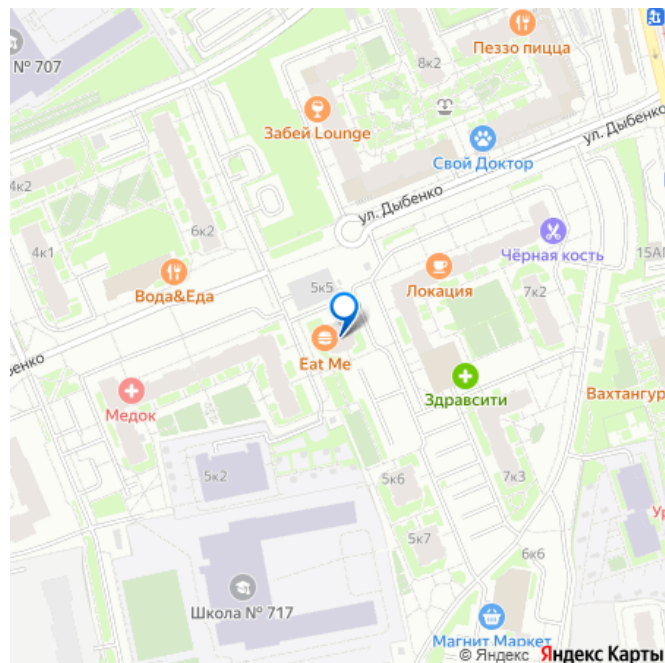 № 707
Пеззо пицца
8к2
Забей Lounge
Свой Доктор
ул. Дыбенко
4к2
ул. Дыбенко
6к2
4к1
Чёрная кость
15А
Вода&Еда
5к5
Локация
7к2
Eat Me
бенко
Медок
Здравсити
Вахтангур
5к2
5к6
7к3
5к7
Ур
6к6
Школа № 717
Магнит Маркет
© Яндекс Яндекс Карты